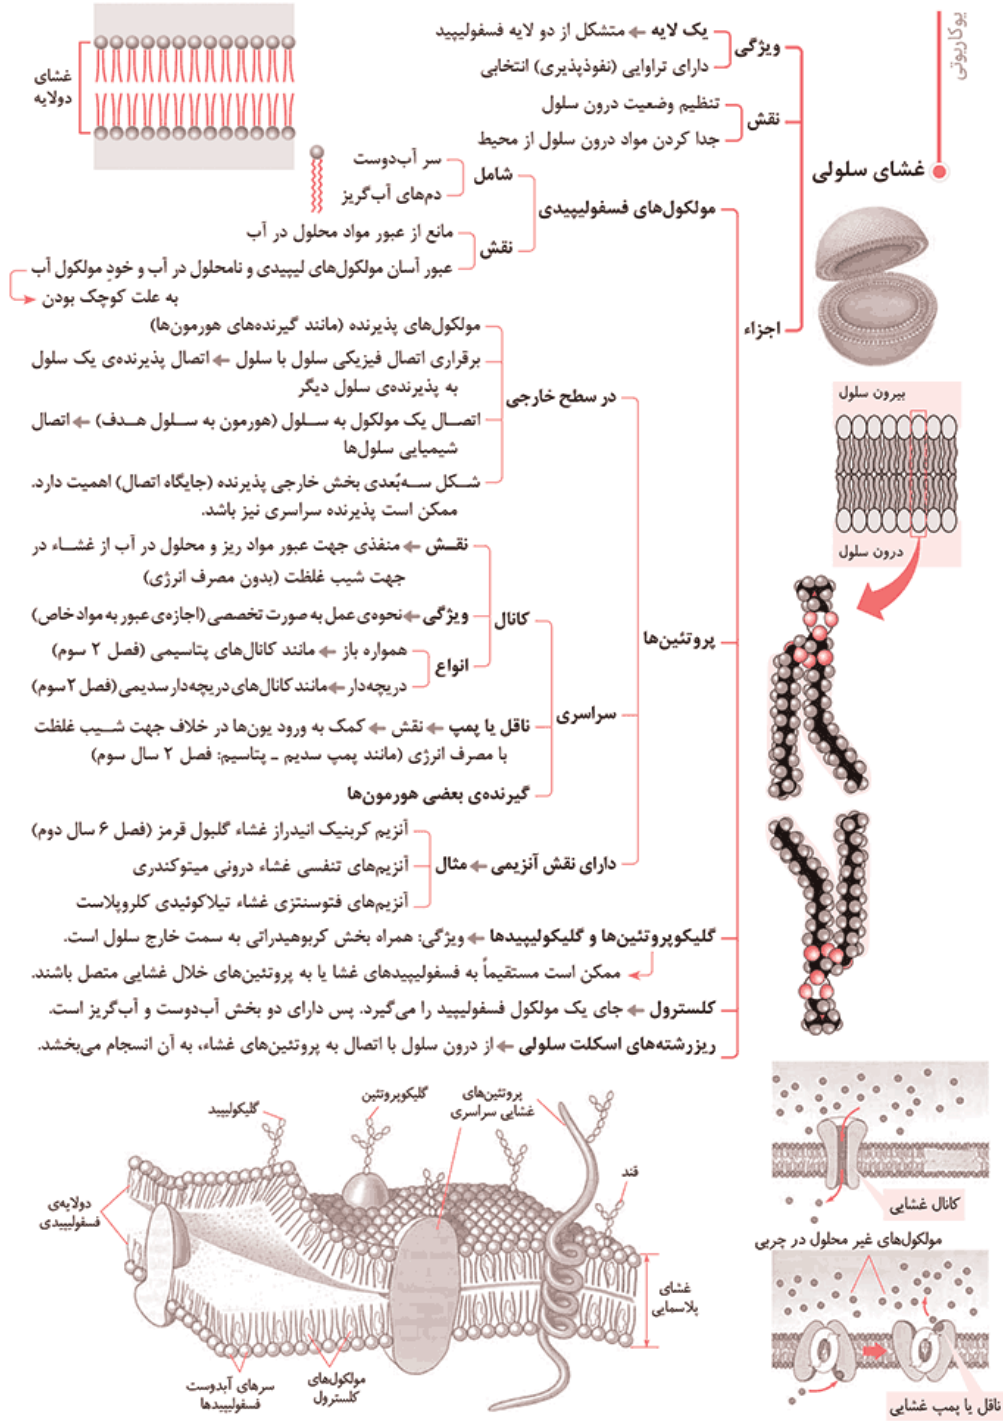 یوکاریوتی
غشای سلولی
ویژگی
یک لایه ← متشکل از دو لایه فسفولیپید
دارای تراوایی (نفوذپذیری) انتخابی
نقش
تنظیم وضعیت درون سلول
جدا کردن مواد درون سلول از محیط
غشای
دولایه
اجزاء
مولکول‌های فسفولیپیدی
شامل
سر آب‌دوست
دم‌های آب‌گریز
نقش
مانع از عبور مواد محلول در آب
عبور آسان مولکول‌های لیپیدی و نامحلول در آب و خودِ مولکول آب
به علت کوچک بودن
پروتئین‌ها
در سطح خارجی
مولکول‌های پذیرنده (مانند گیرنده‌های هورمون‌ها)
برقراری اتصال فیزیکی سلول با سلول ← اتصال پذیرنده‌ی یک سلول
به پذیرنده‌ی سلول دیگر
اتصـال یک مولکول به سـلول (هورمون به سـلول هـدف) ← اتصال
شیمیایی سلول‌ها
شـکل سـه‌بُعدی بخش خارجی پذیرنده (جایگاه اتصال) اهمیت دارد.
ممکن است پذیرنده سراسری نیز باشد.
سراسری
کانال
نقـش ← منفذی جهت عبور مواد ریز و محلول در آب از غشـاء در
جهت شیب غلظت (بدون مصرف انرژی)
ویژگی ← نحوه‌ی عمل به صورت تخصصی (اجازه‌ی عبور به مواد خاص)
انواع
همواره باز ← مانند کانال‌های پتاسیمی (فصل ۲ سوم)
دریچه‌دار ← مانند کانال‌های دریچه‌دار سدیمی (فصل ۲ سوم)
ناقل یا پمپ ← نقش ← کمک به ورود یون‌ها در خلاف جهت شـیب غلظت
با مصرف انرژی (مانند پمپ سدیم ـ پتاسیم: فصل ۲ سال سوم)
گیرنده‌ی بعضی هورمون‌ها
دارای نقش آنزیمی ← مثال
آنزیم کربنیک انیدراز غشاء گلبول قرمز (فصل ۶ سال دوم)
آنزیم‌های تنفسی غشاء درونی میتوکندری
آنزیم‌های فتوسنتزی غشاء تیلاکوئیدی کلروپلاست
گلیکوپروتئین‌ها و گلیکولیپیدها ← ویژگی: همراه بخش کربوهیدراتی به سمت خارج سلول است.
ممکن است مستقیماً به فسفولیپیدهای غشا یا به پروتئین‌های خلال غشایی متصل باشند.
کلسترول ← جای یک مولکول فسفولیپید را می‌گیرد. پس دارای دو بخش آب‌دوست و آب‌گریز است.
ریزرشته‌های اسکلت سلولی ← از درون سلول با اتصال به پروتئین‌های غشاء، به آن انسجام می‌بخشد.
بیرون سلول
درون سلول
کانال غشایی
مولکول‌های غیر محلول در چربی
ناقل یا پمپ غشایی
پروتئین‌های
غشایی سراسری
گلیکوپروتئین
گلیکولیپید
قند
دولایه‌ی
فسفولیپیدی
غشای
پلاسمایی
مولکول‌های
کلسترول
سرهای آبدوست
فسفولیپیدها